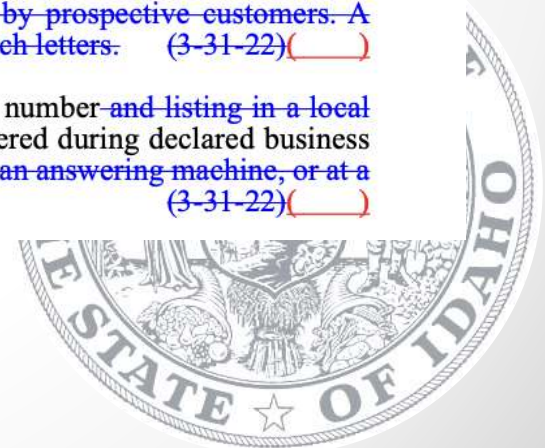 by prospective customers. A
ch letters. (3-31-22)(        )
number and listing in a local
ered during declared business
an answering machine, or at a
(3-31-22)(        )
STATE OF IDAHO